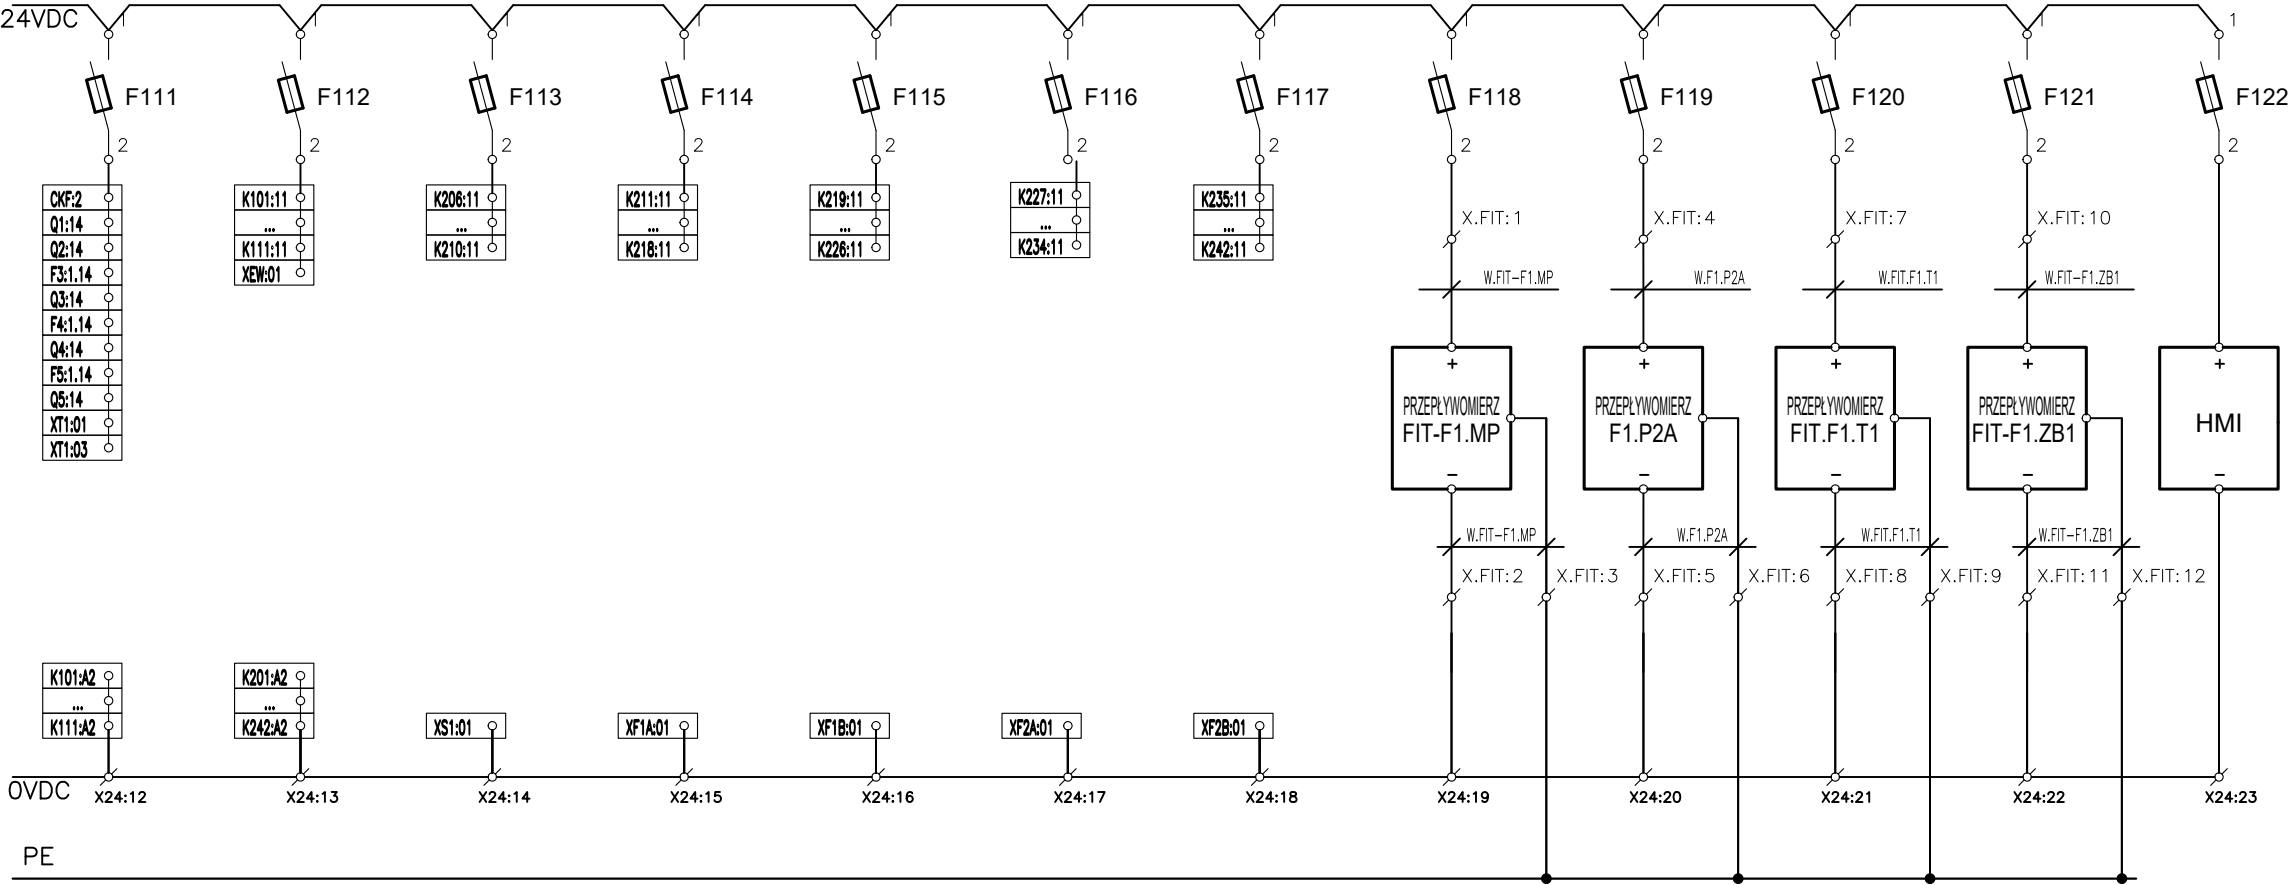 24VDC
1
F111 F112 F113 F114 F115 F116 F117 F118 F119 F120 F121 F122
2 2 2 2 2 2 2 2 2 2 2 2
CKF:2
Q1:14
Q2:14
F3:1.14
Q3:14
F4:1.14
Q4:14
F5:1.14
Q5:14
XT1:01
XT1:03
K101:11
...
K111:11
XEW:01
K206:11
...
K210:11
K211:11
...
K218:11
K219:11
...
K226:11
K227:11
...
K234:11
K235:11
...
K242:11
X.FIT:1 X.FIT:4 X.FIT:7 X.FIT:10
W.FIT-F1.MP W.F1.P2A W.FIT.F1.T1 W.FIT-F1.ZB1
+ + + + +
PRZEPŁYWOMIERZ
FIT-F1.MP
PRZEPŁYWOMIERZ
F1.P2A
PRZEPŁYWOMIERZ
FIT.F1.T1
PRZEPŁYWOMIERZ
FIT-F1.ZB1
HMI
− − − − −
W.FIT-F1.MP W.F1.P2A W.FIT.F1.T1 W.FIT-F1.ZB1
X.FIT:2 X.FIT:3 X.FIT:5 X.FIT:6 X.FIT:8 X.FIT:9 X.FIT:11 X.FIT:12
K101:A2
...
K111:A2
K201:A2
...
K242:A2
XS1:01 XF1A:01 XF1B:01 XF2A:01 XF2B:01
0VDC
X24:12 X24:13 X24:14 X24:15 X24:16 X24:17 X24:18 X24:19 X24:20 X24:21 X24:22 X24:23
PE